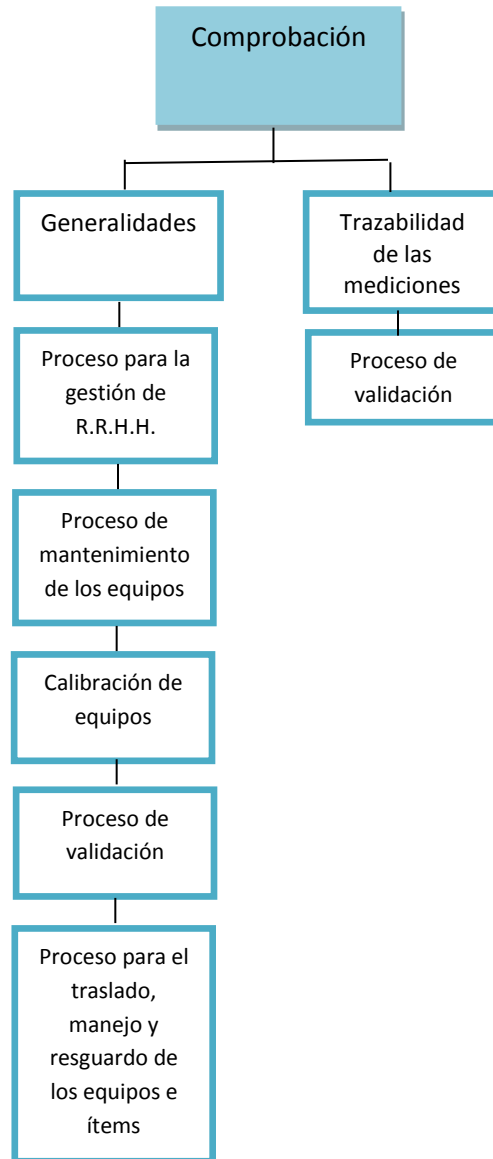 Comprobación
Generalidades
Proceso para la
gestión de
R.R.H.H.
Proceso de
mantenimiento
de los equipos
Calibración de
equipos
Proceso de
validación
Proceso para el
traslado,
manejo y
resguardo de
los equipos e
ítems
Trazabilidad
de las
mediciones
Proceso de
validación